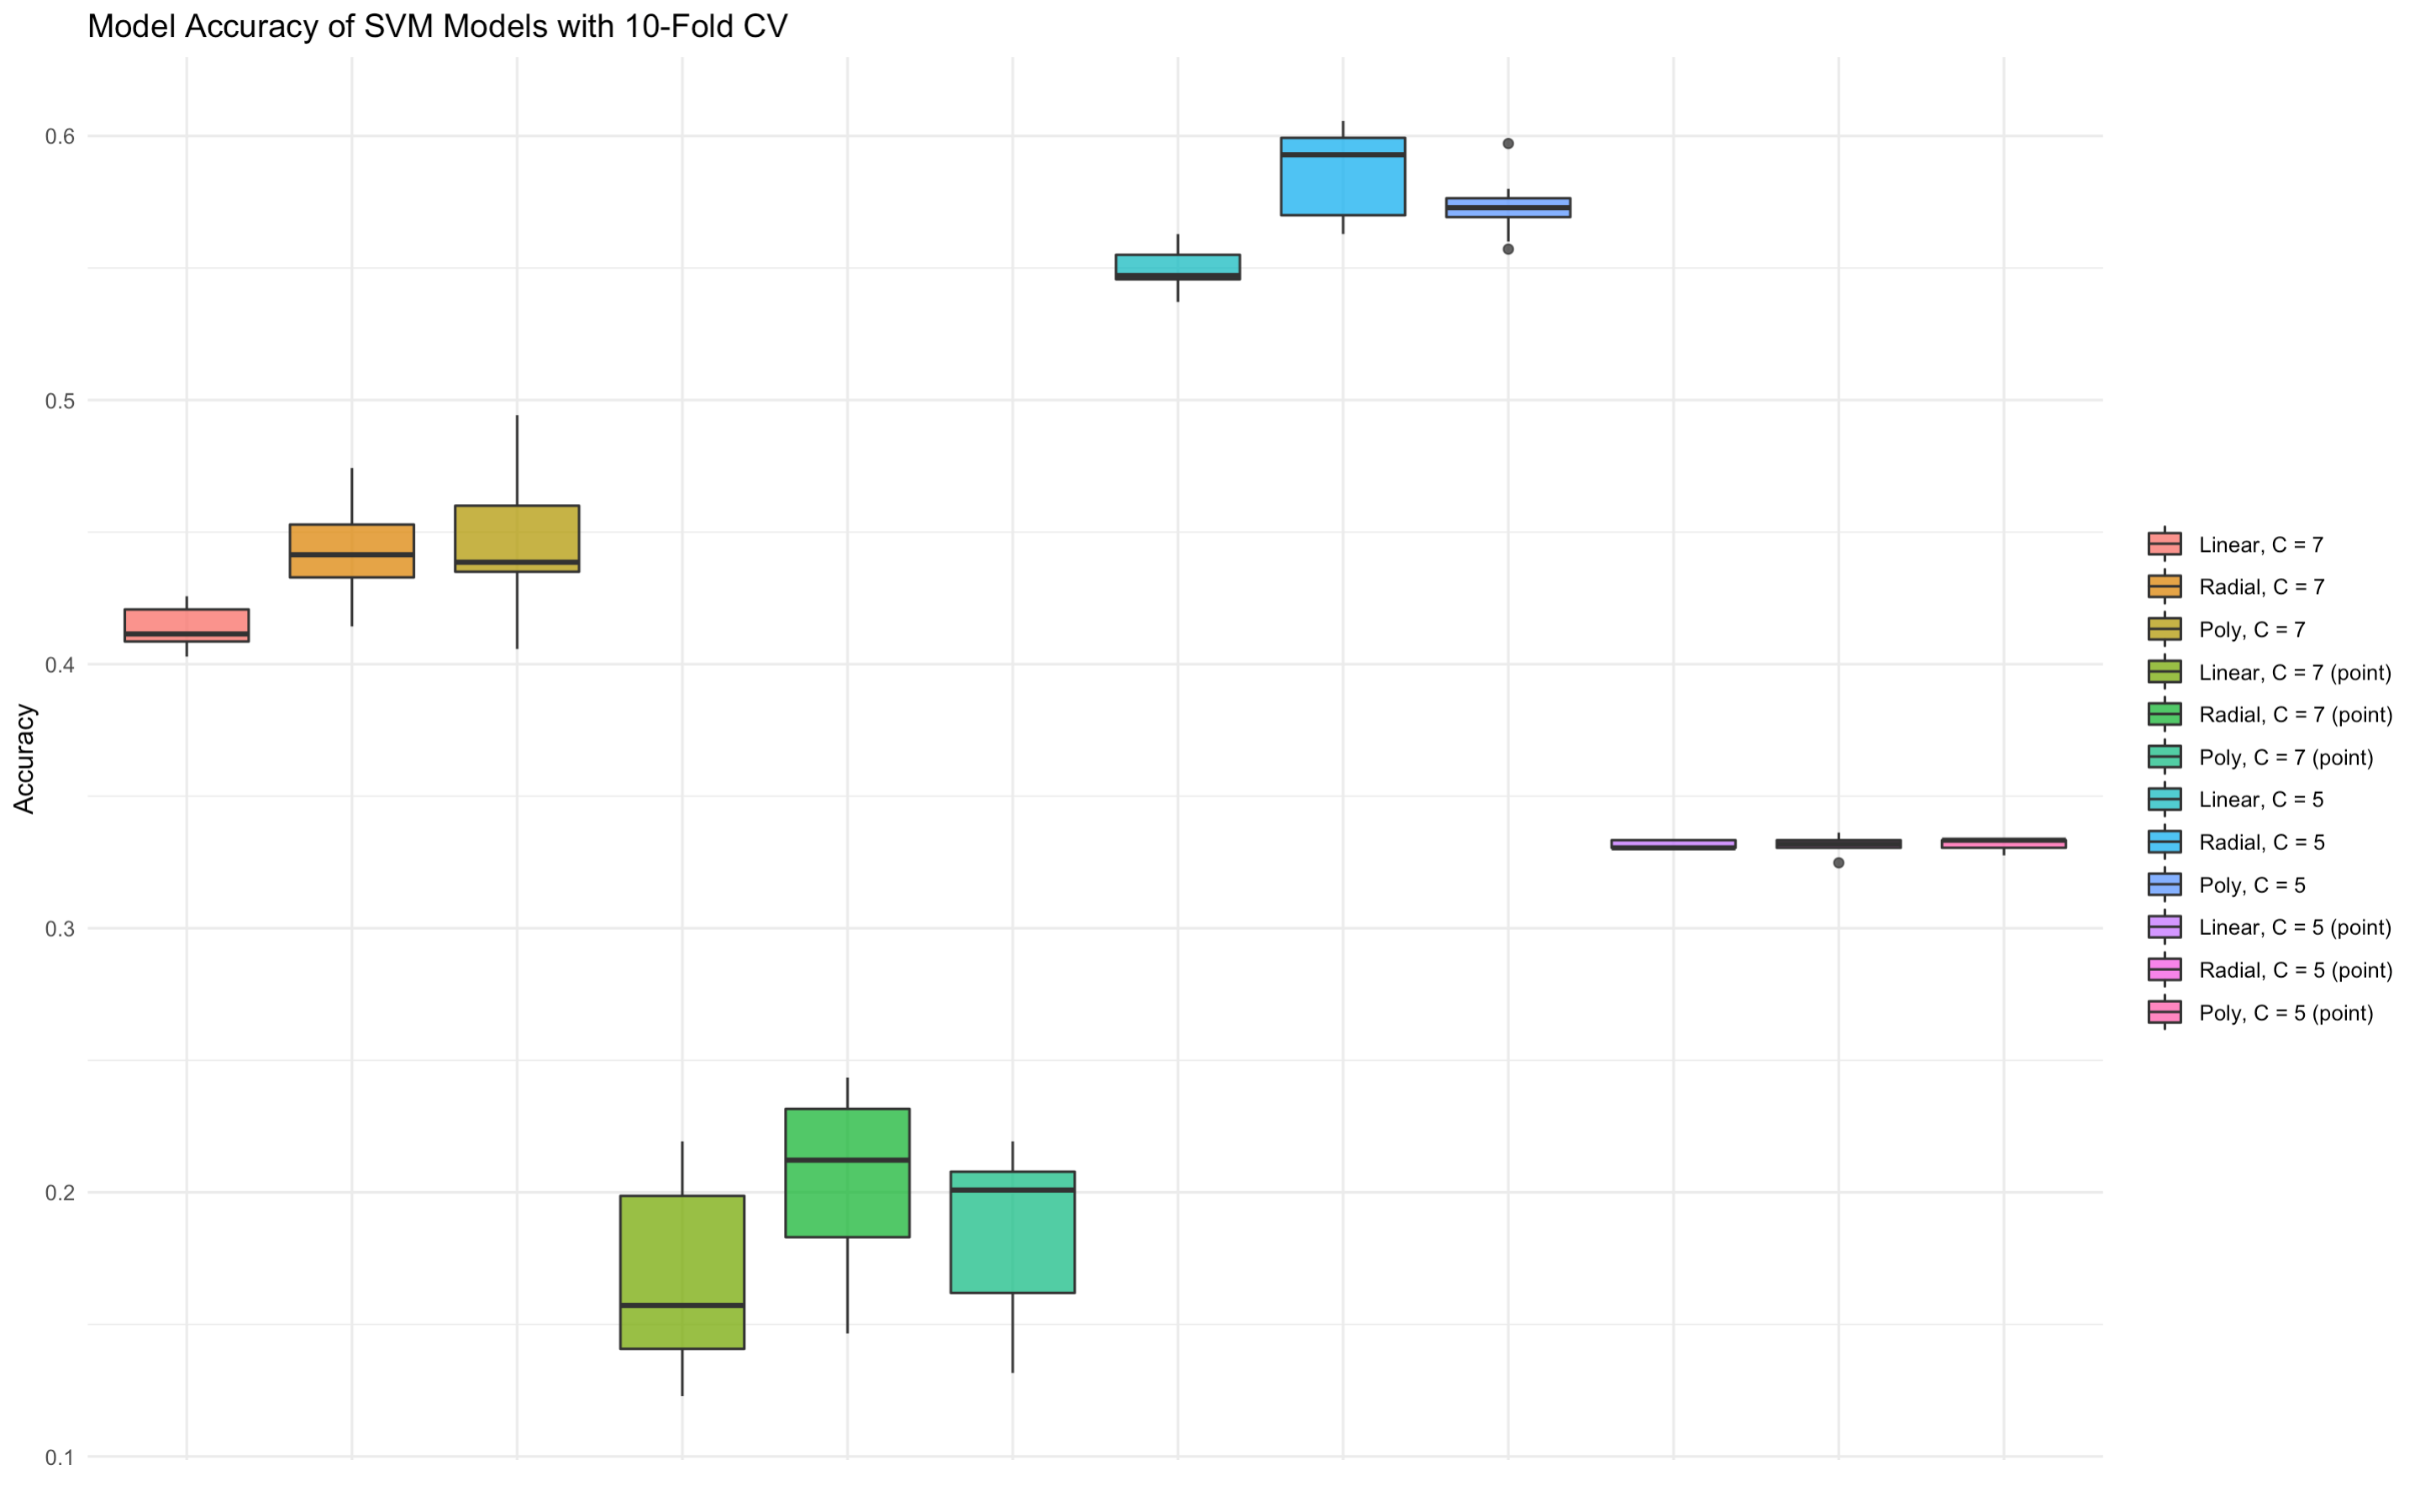 Model Accuracy of SVM Models with 10-Fold CV
0.6
0.5
0.4
0.3
0.2
0.1
Accuracy
Linear, C = 7
Radial, C = 7
Poly, C = 7
Linear, C = 7 (point)
Radial, C = 7 (point)
Poly, C = 7 (point)
Linear, C = 5
Radial, C = 5
Poly, C = 5
Linear, C = 5 (point)
Radial, C = 5 (point)
Poly, C = 5 (point)